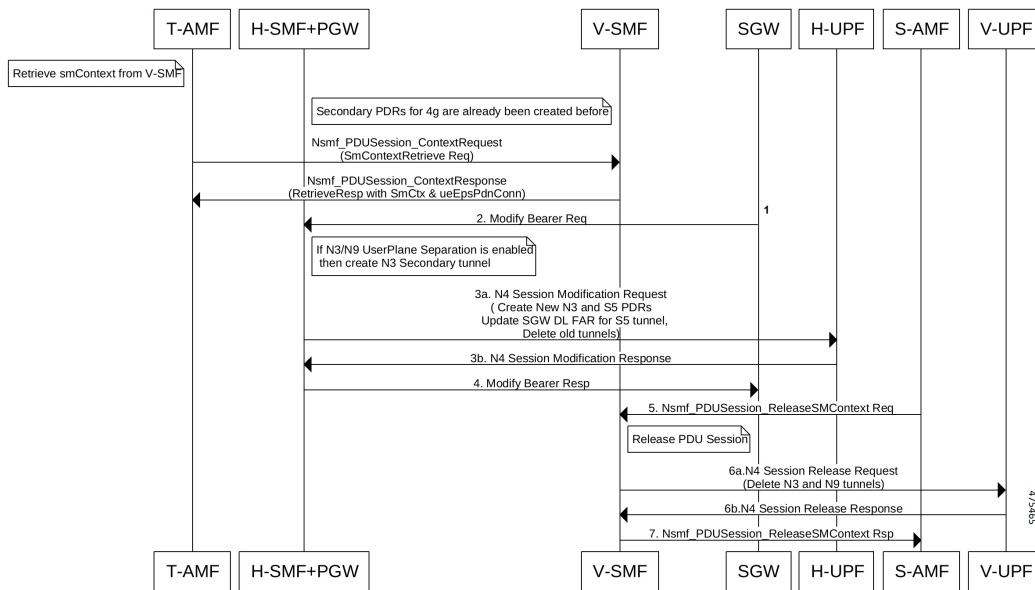 T-AMF
H-SMF+PGW
V-SMF
SGW
H-UPF
S-AMF
V-UPF
Retrieve smContext from V-SMF
Secondary PDRs for 4g are already been created before
Nsmf_PDUSession_ContextRequest
(SmContextRetrieve Req)
Nsmf_PDUSession_ContextResponse
(RetrieveResp with SmCtx & ueEpsPdnConn)
1
2. Modify Bearer Req
If N3/N9 UserPlane Separation is enabled
then create N3 Secondary tunnel
3a. N4 Session Modification Request
( Create New N3 and S5 PDRs
Update SGW DL FAR for S5 tunnel,
Delete old tunnels)
3b. N4 Session Modification Response
4. Modify Bearer Resp
5. Nsmf_PDUSession_ReleaseSMContext Req
Release PDU Session
6a.N4 Session Release Request
(Delete N3 and N9 tunnels)
6b.N4 Session Release Response
475465
7. Nsmf_PDUSession_ReleaseSMContext Rsp
T-AMF
H-SMF+PGW
V-SMF
SGW
H-UPF
S-AMF
V-UPF